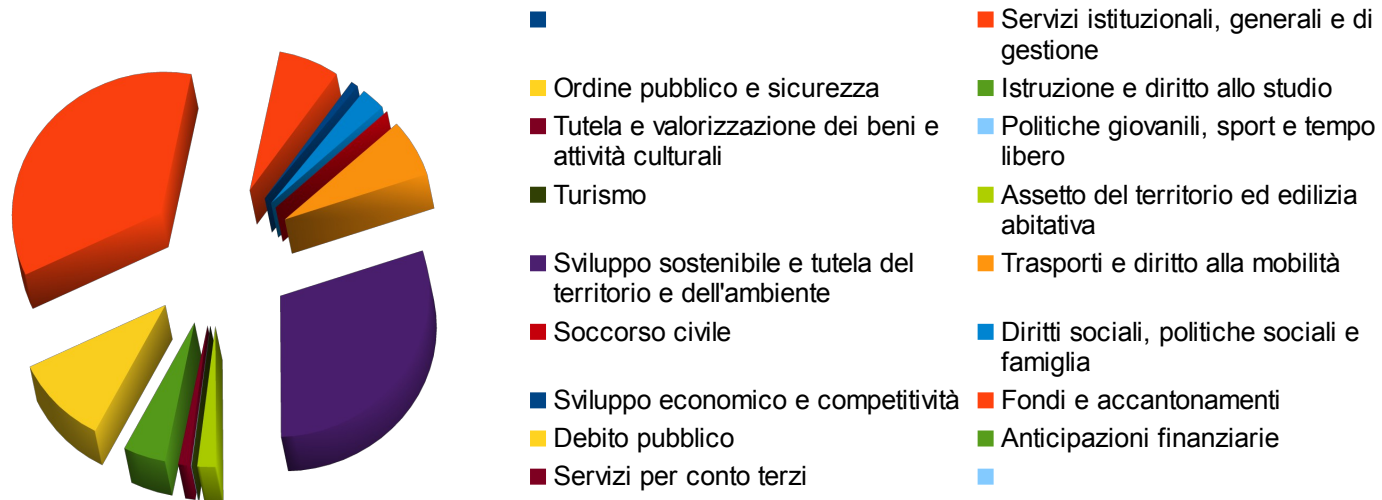 Servizi istituzionali, generali e di
gestione
Ordine pubblico e sicurezza
Istruzione e diritto allo studio
Tutela e valorizzazione dei beni e
attività culturali
Politiche giovanili, sport e tempo
libero
Turismo
Assetto del territorio ed edilizia
abitativa
Sviluppo sostenibile e tutela del
territorio e dell'ambiente
Trasporti e diritto alla mobilità
Soccorso civile
Diritti sociali, politiche sociali e
famiglia
Sviluppo economico e competitività
Fondi e accantonamenti
Debito pubblico
Anticipazioni finanziarie
Servizi per conto terzi